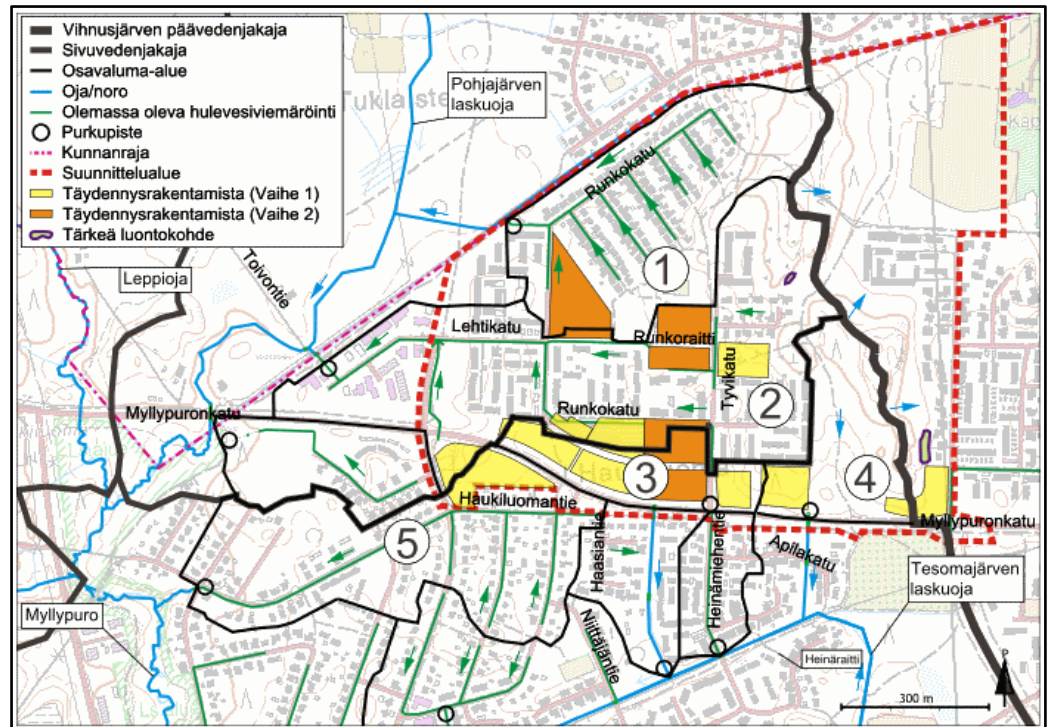 Vihnusjärven päävedenjakaja
Sivuvedenjakaja
Osavaluma-alue
Oja/noro
Olemassa oleva hulevesiviemäröinti
Purkupiste
Kunnanraja
Suunnittelualue
Täydennysrakentamista (Vaihe 1)
Täydennysrakentamista (Vaihe 2)
Tärkeä luontokohde
Pohjajärven
laskuoja
Leppioja
Toivontie
Runkokatu
1
Lehtikatu
Runkoraitti
Tyvikatu
Myllypuronkatu
Runkokatu
2
3
4
Haukiluomantie
Myllypuronkatu
5
Haasiantie
Heinämiehentie
Apilakatu
Tesomajärven
laskuoja
Niittäjäntie
Myllypuro
Heinäraitti
P
300 m